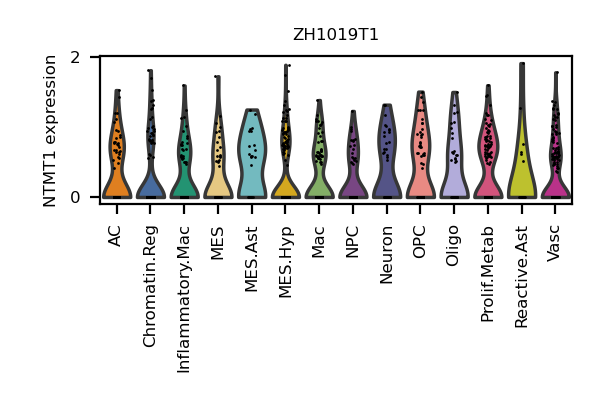 ZH1019T1
NTMT1 expression
2
0
AC
Chromatin.Reg
Inflammatory.Mac
MES
MES.Ast
MES.Hyp
Mac
NPC
Neuron
OPC
Oligo
Prolif.Metab
Reactive.Ast
Vasc